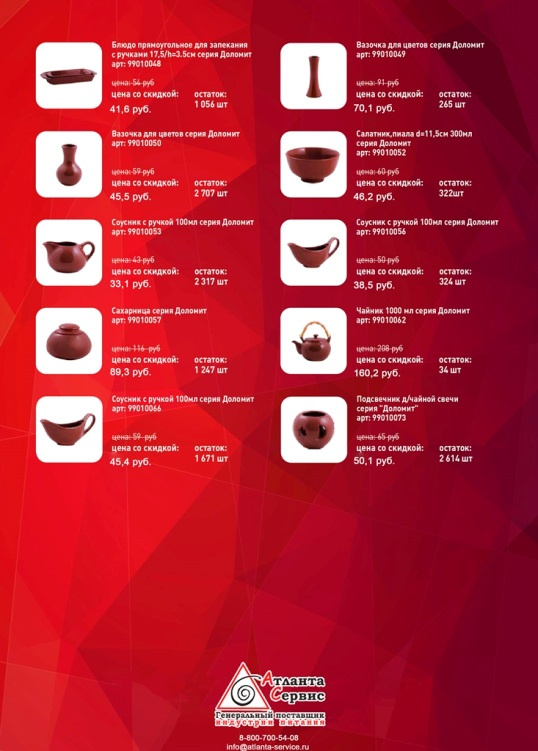 Блюдо прямоугольное для запекания
с ручками 17,5/h=3.5см серия Доломит
арт: 99010048
цена: 54 руб
цена со скидкой: остаток:
41,6 руб. 1 056 шт
Вазочка для цветов серия Доломит
арт: 99010049
цена: 91 руб
цена со скидкой: остаток:
70,1 руб. 265 шт
Вазочка для цветов серия Доломит
арт: 99010050
цена: 59 руб
цена со скидкой: остаток:
45,5 руб. 2 707 шт
Салатник,пиала d=11,5см 300мл
серия Доломит
арт: 99010052
цена: 60 руб
цена со скидкой: остаток:
46,2 руб. 322шт
Соусник с ручкой 100мл серия Доломит
арт: 99010053
цена: 43 руб
цена со скидкой: остаток:
33,1 руб. 2 317 шт
Соусник с ручкой 100мл серия Доломит
арт: 99010056
цена: 50 руб
цена со скидкой: остаток:
38,5 руб. 324 шт
Сахарница серия Доломит
арт: 99010057
цена: 116 руб
цена со скидкой: остаток:
89,3 руб. 1 247 шт
Чайник 1000 мл серия Доломит
арт: 99010062
цена: 208 руб
цена со скидкой: остаток:
160,2 руб. 34 шт
Соусник с ручкой 100мл серия Доломит
арт: 99010066
цена: 59 руб
цена со скидкой: остаток:
45,4 руб. 1 671 шт
Подсвечник д/чайной свечи
серия "Доломит"
арт: 99010073
цена: 65 руб
цена со скидкой: остаток:
50,1 руб. 2 614 шт
Атланта
Сервис
Генеральный поставщик
индустрии питания
8-800-700-54-08
info@atlanta-service.ru